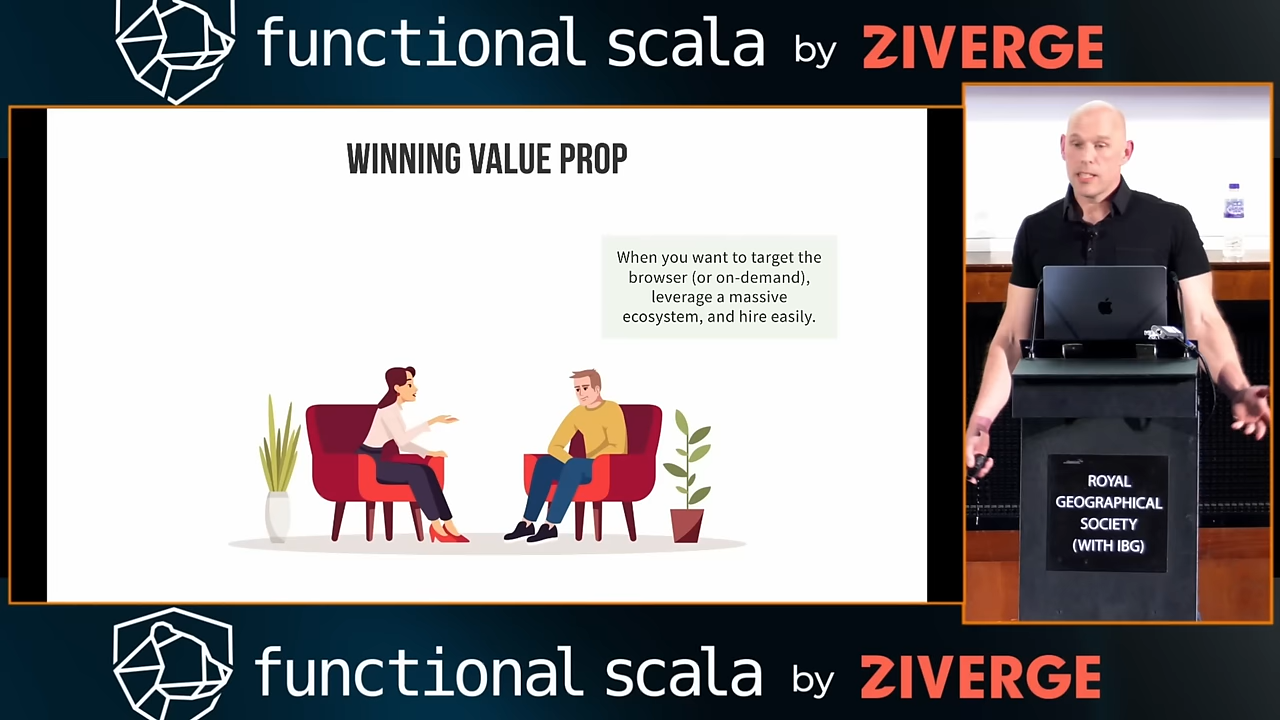 functional scala by ZIVERGE
WINNING VALUE PROP
When you want to target the
browser (or on-demand),
leverage a massive
ecosystem, and hire easily.
ROYAL
GEOGRAPHICAL
SOCIETY
(WITH IBG)
functional scala by ZIVERGE